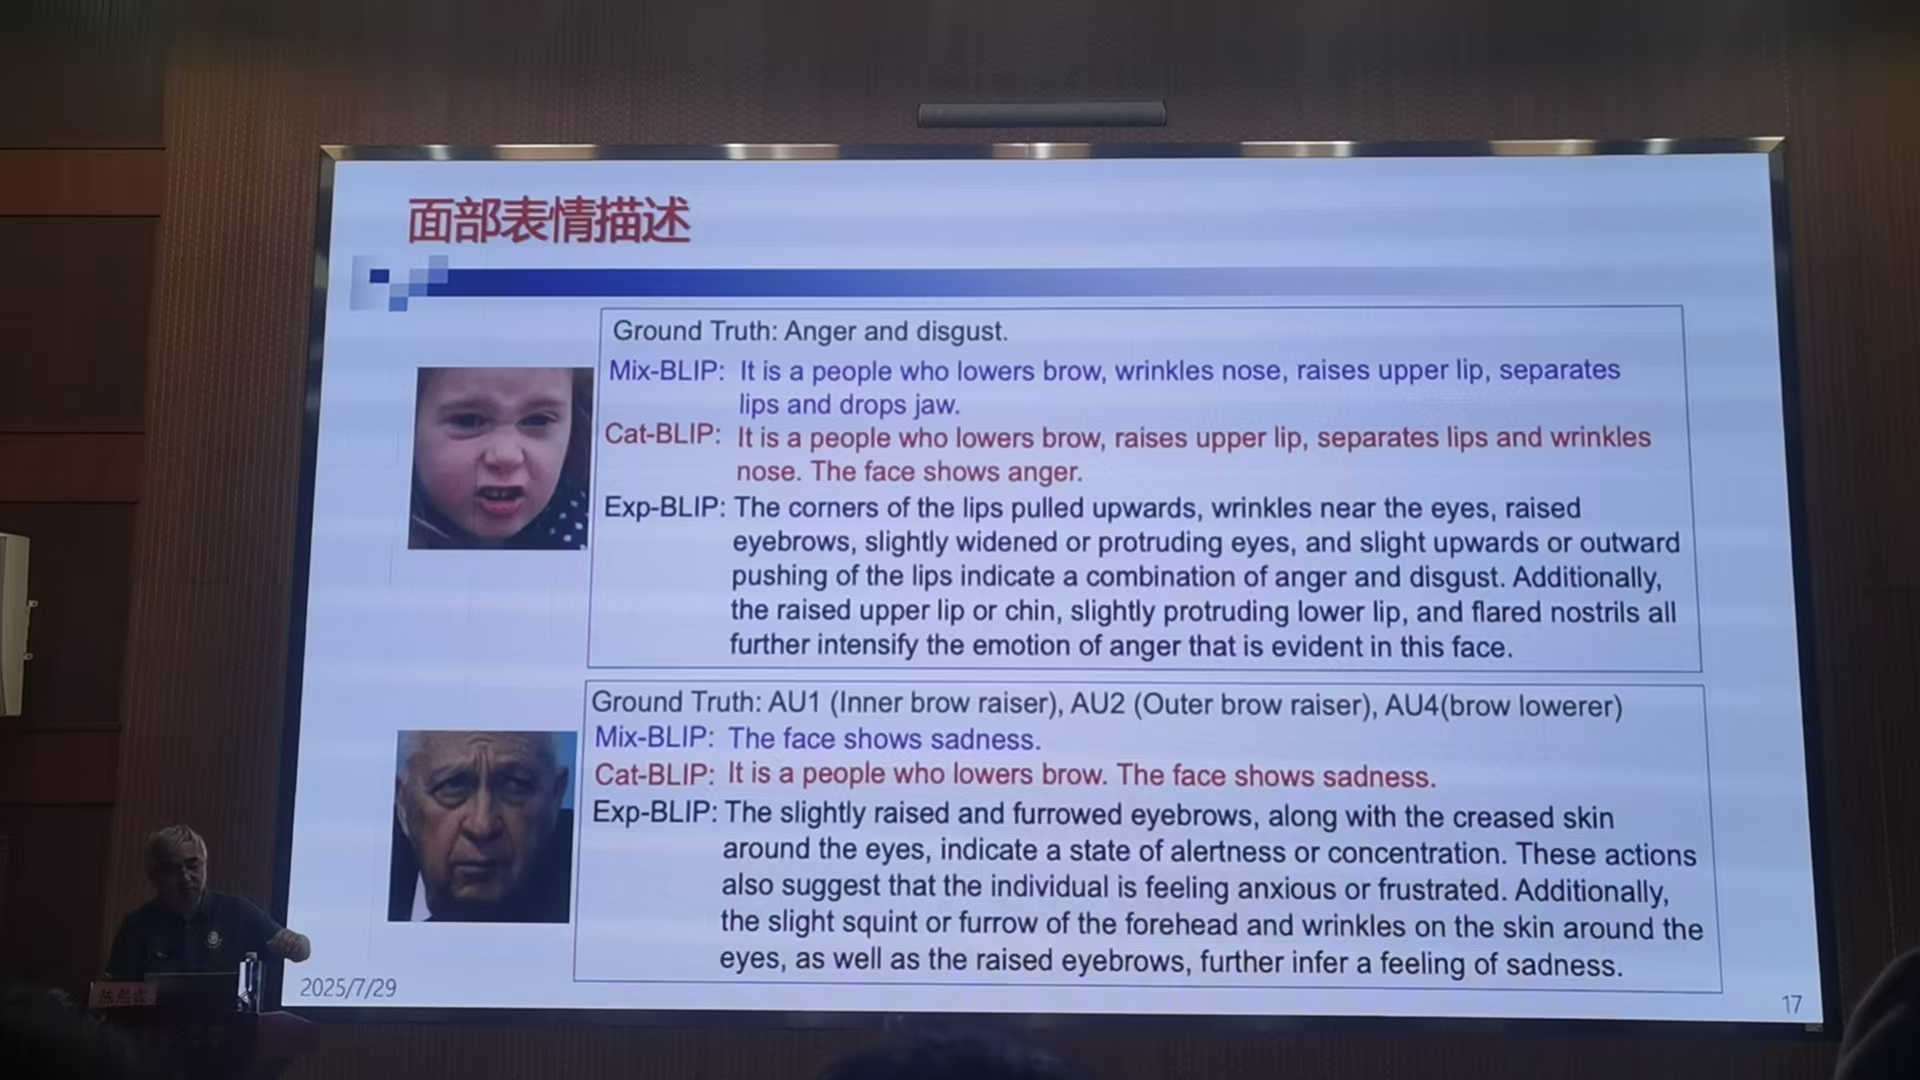 面部表情描述
Ground Truth: Anger and disgust.
Mix-BLIP: It is a people who lowers brow, wrinkles nose, raises upper lip, separates
lips and drops jaw.
Cat-BLIP: It is a people who lowers brow, raises upper lip, separates lips and wrinkles
nose. The face shows anger.
Exp-BLIP: The corners of the lips pulled upwards, wrinkles near the eyes, raised
eyebrows, slightly widened or protruding eyes, and slight upwards or outward
pushing of the lips indicate a combination of anger and disgust. Additionally,
the raised upper lip or chin, slightly protruding lower lip, and flared nostrils all
further intensify the emotion of anger that is evident in this face.
Ground Truth: AU1 (Inner brow raiser), AU2 (Outer brow raiser), AU4(brow lowerer)
Mix-BLIP: The face shows sadness.
Cat-BLIP: It is a people who lowers brow. The face shows sadness.
Exp-BLIP: The slightly raised and furrowed eyebrows, along with the creased skin
around the eyes, indicate a state of alertness or concentration. These actions
also suggest that the individual is feeling anxious or frustrated. Additionally,
the slight squint or furrow of the forehead and wrinkles on the skin around the
eyes, as well as the raised eyebrows, further infer a feeling of sadness.
2025/7/29
17